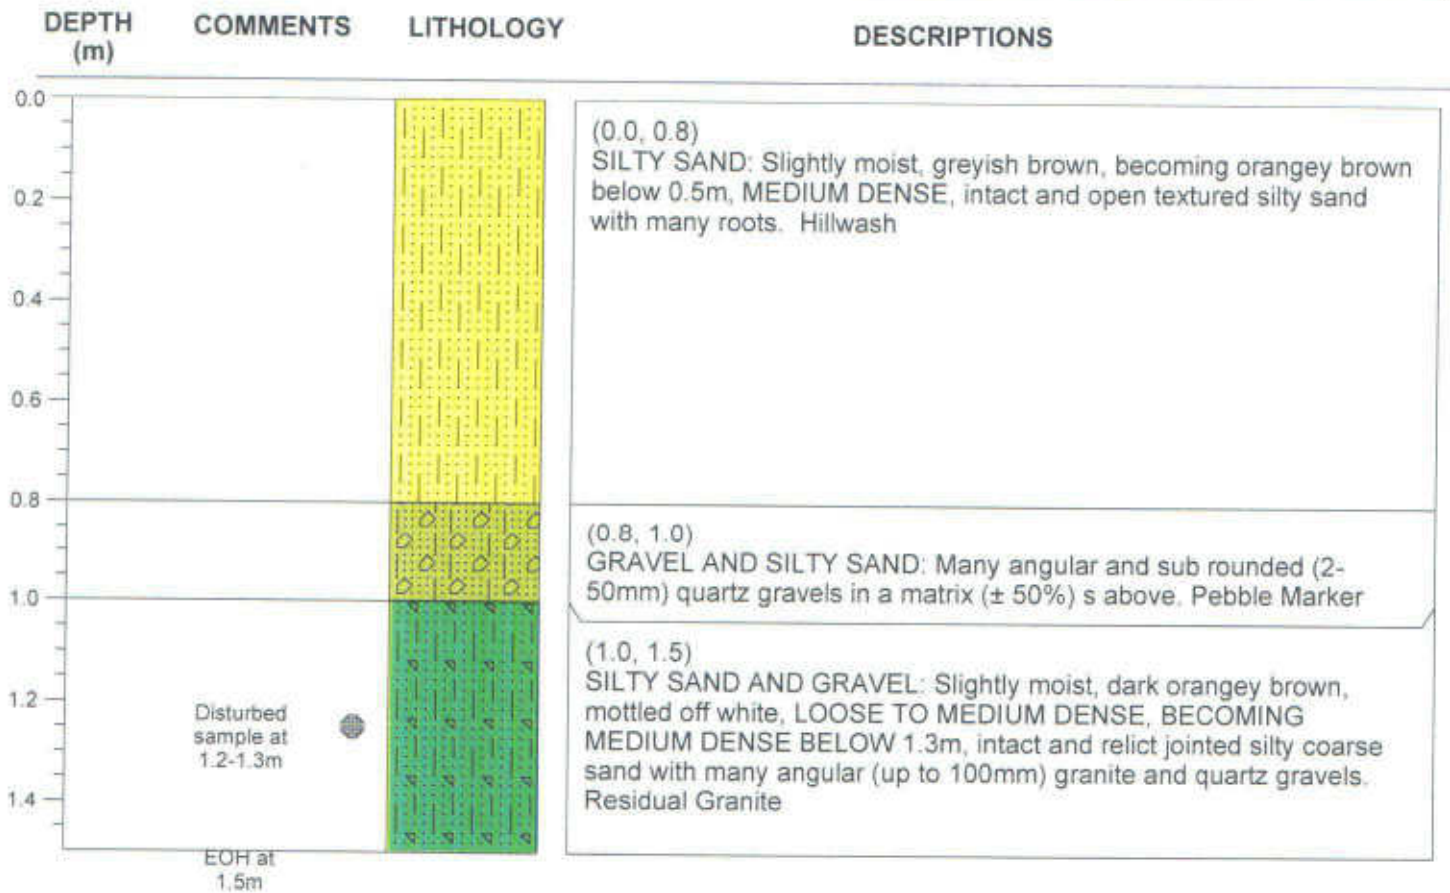 DEPTH (m) COMMENTS LITHOLOGY DESCRIPTIONS
0.0
0.2
0.4
0.6
0.8
1.0
1.2
1.4
Disturbed
sample at
1.2-1.3m
EOH at
1.5m
(0.0, 0.8)
SILTY SAND: Slightly moist, greyish brown, becoming orangey brown
below 0.5m, MEDIUM DENSE, intact and open textured silty sand
with many roots. Hillwash
(0.8, 1.0)
GRAVEL AND SILTY SAND: Many angular and sub rounded (2-
50mm) quartz gravels in a matrix (± 50%) s above. Pebble Marker
(1.0, 1.5)
SILTY SAND AND GRAVEL: Slightly moist, dark orangey brown,
mottled off white, LOOSE TO MEDIUM DENSE, BECOMING
MEDIUM DENSE BELOW 1.3m, intact and relict jointed silty coarse
sand with many angular (up to 100mm) granite and quartz gravels.
Residual Granite